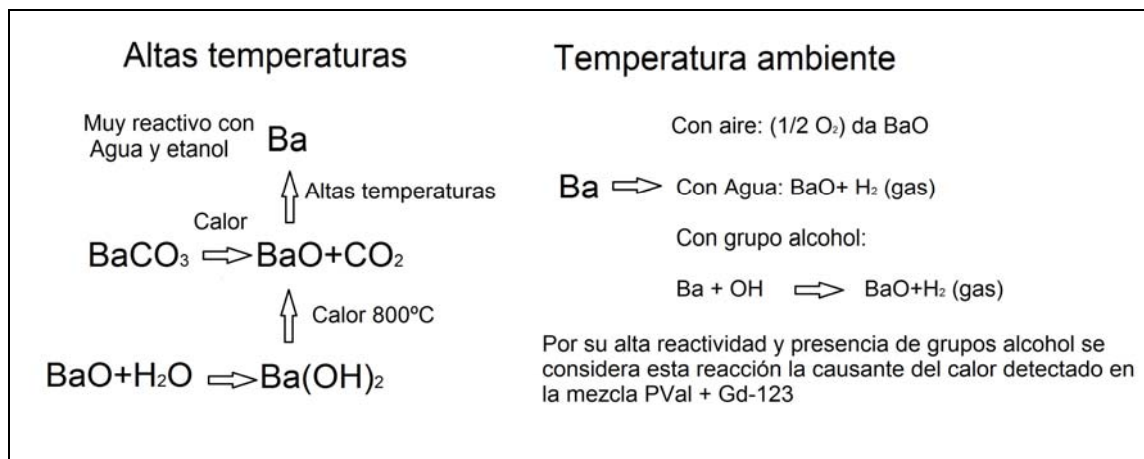 Altas temperaturas
Muy reactivo con
Agua y etanol
Ba
Altas temperaturas
Calor
BaCO₃ ⇨ BaO+CO₂
Calor 800ºC
BaO+H₂O ⇨ Ba(OH)₂
Temperatura ambiente
Con aire: (1/2 O₂) da BaO
Ba ⇨ Con Agua: BaO+ H₂ (gas)
Con grupo alcohol:
Ba + OH ⇨ BaO+H₂ (gas)
Por su alta reactividad y presencia de grupos alcohol se
considera esta reacción la causante del calor detectado en
la mezcla PVal + Gd-123